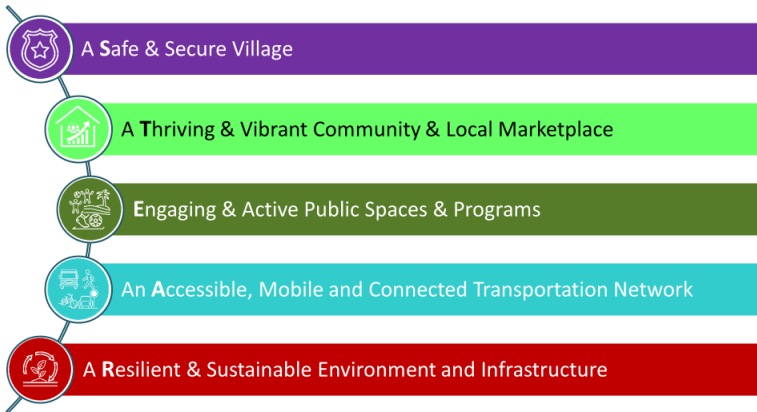 A Safe & Secure Village
A Thriving & Vibrant Community & Local Marketplace
Engaging & Active Public Spaces & Programs
An Accessible, Mobile and Connected Transportation Network
A Resilient & Sustainable Environment and Infrastructure